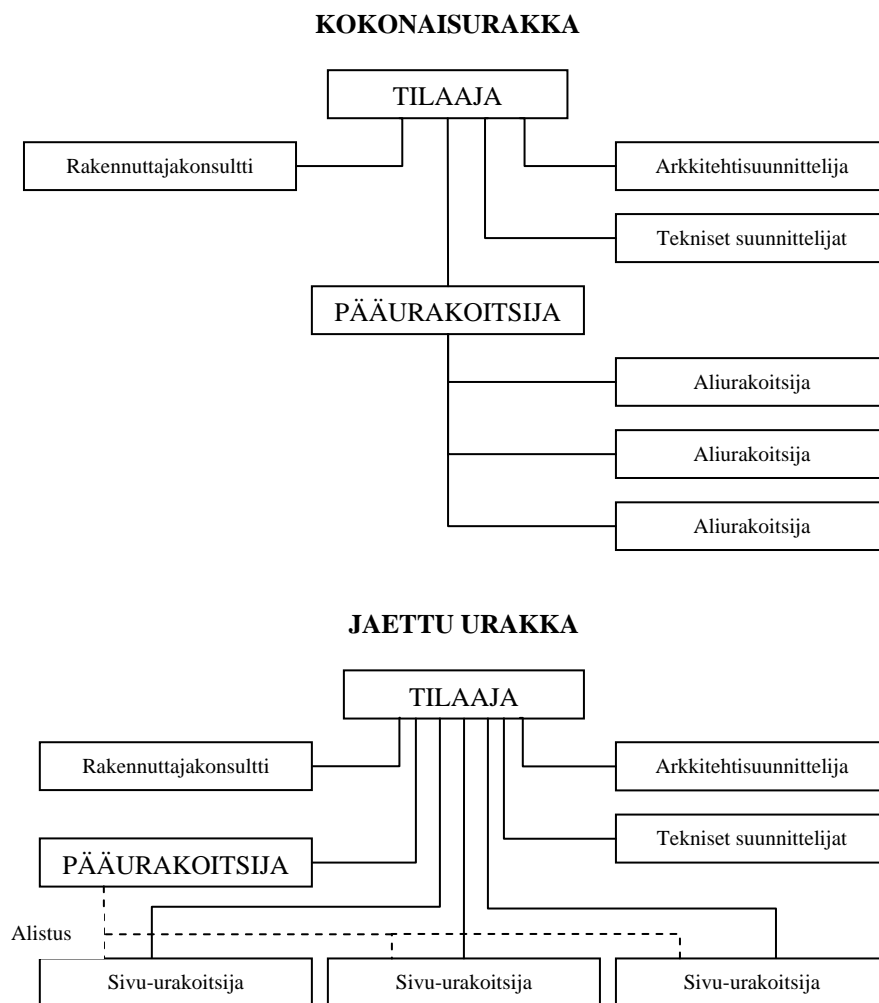 KOKONAISURAKKA
TILAAJA
Rakennuttajakonsultti
Arkkitehtisuunnittelija
Tekniset suunnittelijat
PÄÄURAKOITSIJA
Aliurakoitsija
Aliurakoitsija
Aliurakoitsija
JAETTU URAKKA
TILAAJA
Rakennuttajakonsultti
Arkkitehtisuunnittelija
Tekniset suunnittelijat
PÄÄURAKOITSIJA
Alistus
Sivu-urakoitsija
Sivu-urakoitsija
Sivu-urakoitsija